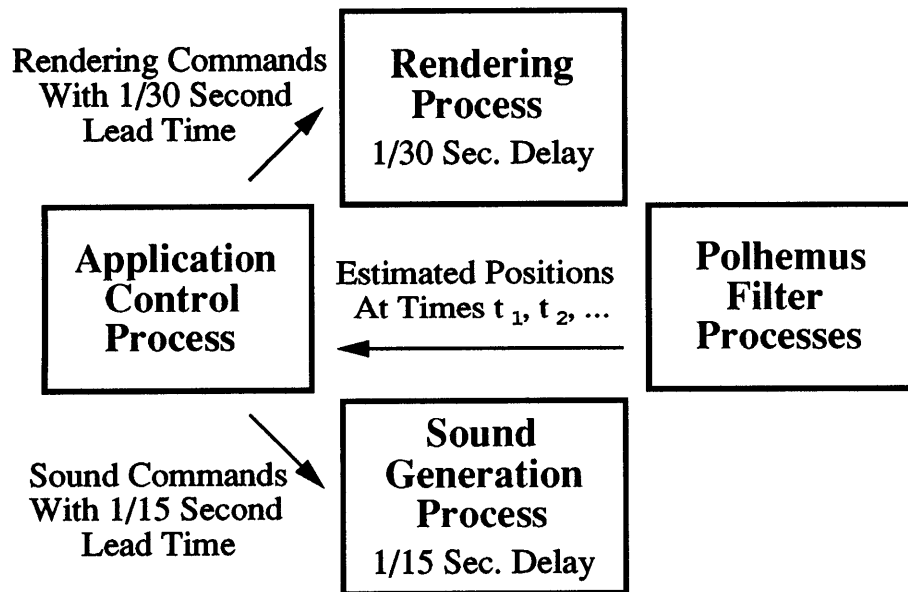 Rendering Commands
With 1/30 Second
Lead Time
Rendering
Process
1/30 Sec. Delay
Application
Control
Process
Estimated Positions
At Times t₁, t₂, ...
Polhemus
Filter
Processes
Sound Commands
With 1/15 Second
Lead Time
Sound
Generation
Process
1/15 Sec. Delay